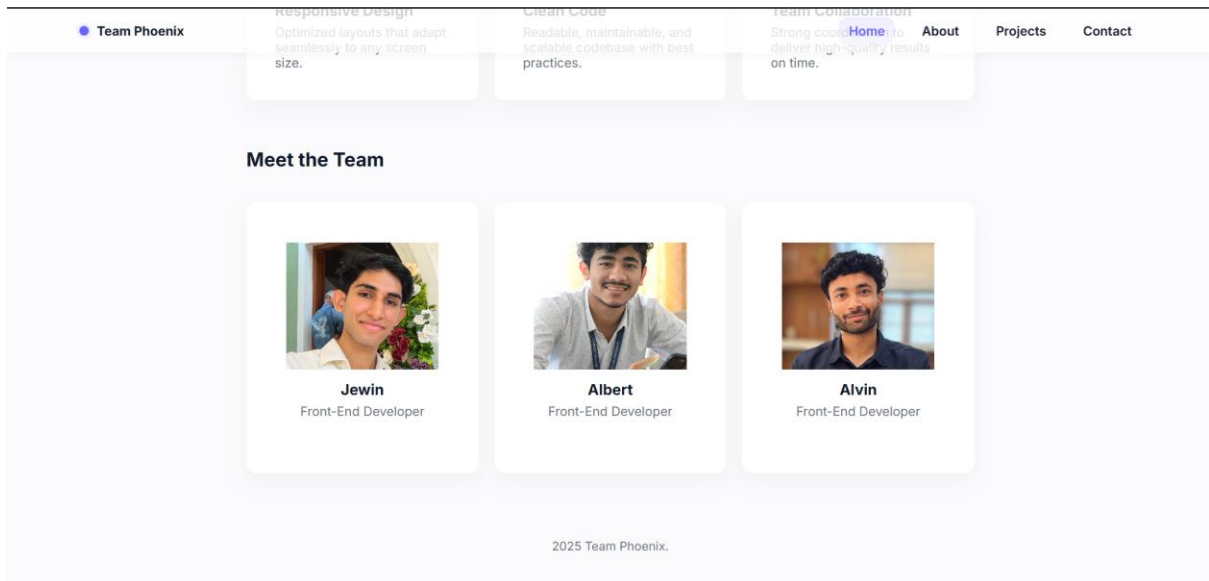 Team Phoenix
Home
About
Projects
Contact
Responsive Design
Optimized layouts that adapt
seamlessly to any screen
size.
Clean Code
Readable, maintainable, and
scalable codebase with best
practices.
Team Collaboration
Strong to
deliver high-quality results
on time.
Meet the Team
Jewin
Front-End Developer
Albert
Front-End Developer
Alvin
Front-End Developer
2025 Team Phoenix.